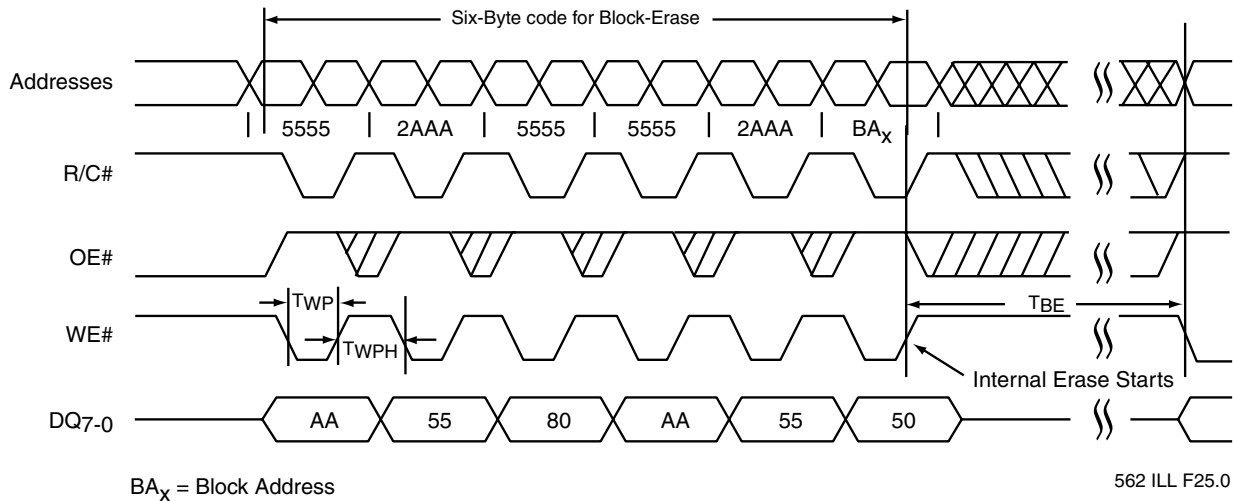 Six-Byte code for Block-Erase
Addresses
5555 2AAA 5555 5555 2AAA BAX
R/C#
OE#
TWP
TBE
WE#
TWPH
Internal Erase Starts
DQ7-0 AA 55 80 AA 55 50
BAX = Block Address
562 ILL F25.0